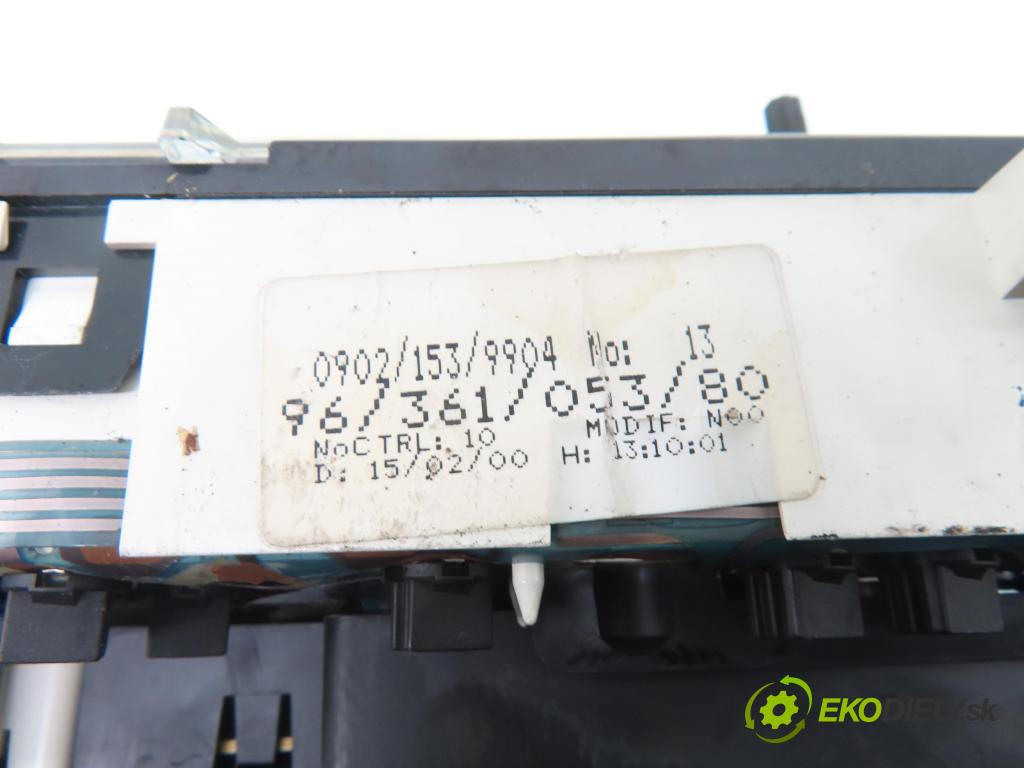 0902/153/9904 No: 13
96/361/053/80
NoCTRL: 10 MODIF: N00
D: 15/02/00 H: 13:10:01
EKODIELY.sk